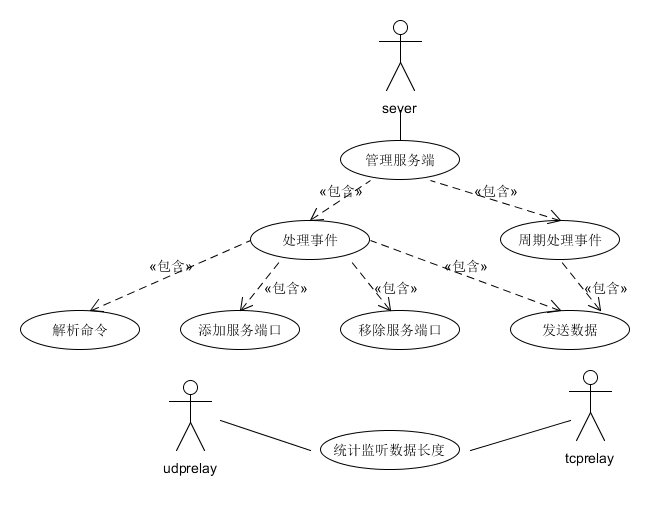 sever
管理服务端
«包含»
«包含»
处理事件
周期处理事件
«包含»
«包含»
«包含»
«包含»
«包含»
解析命令
添加服务端口
移除服务端口
发送数据
udprelay
统计监听数据长度
tcprelay